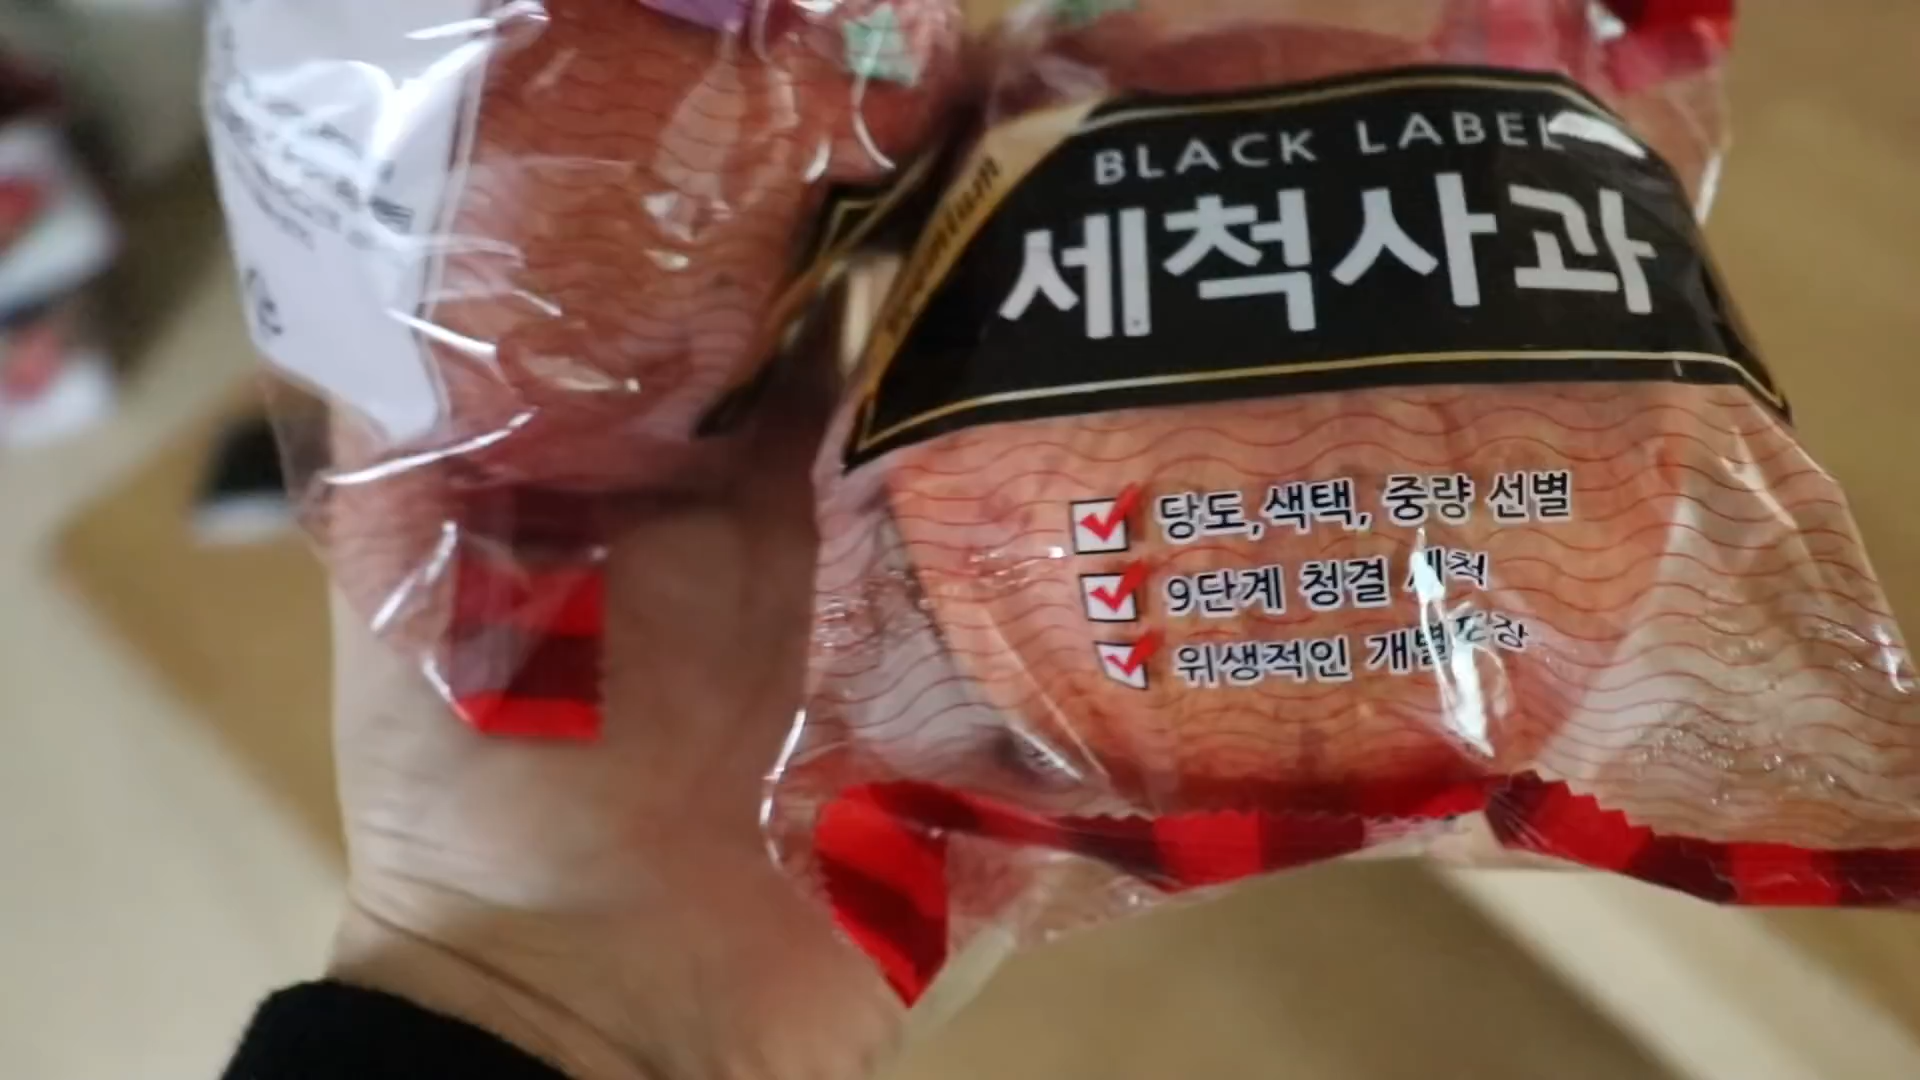 BLACK LABEL
Premium
세척사과
당도, 색택, 중량 선별
9단계 청결 세척
위생적인 개별포장